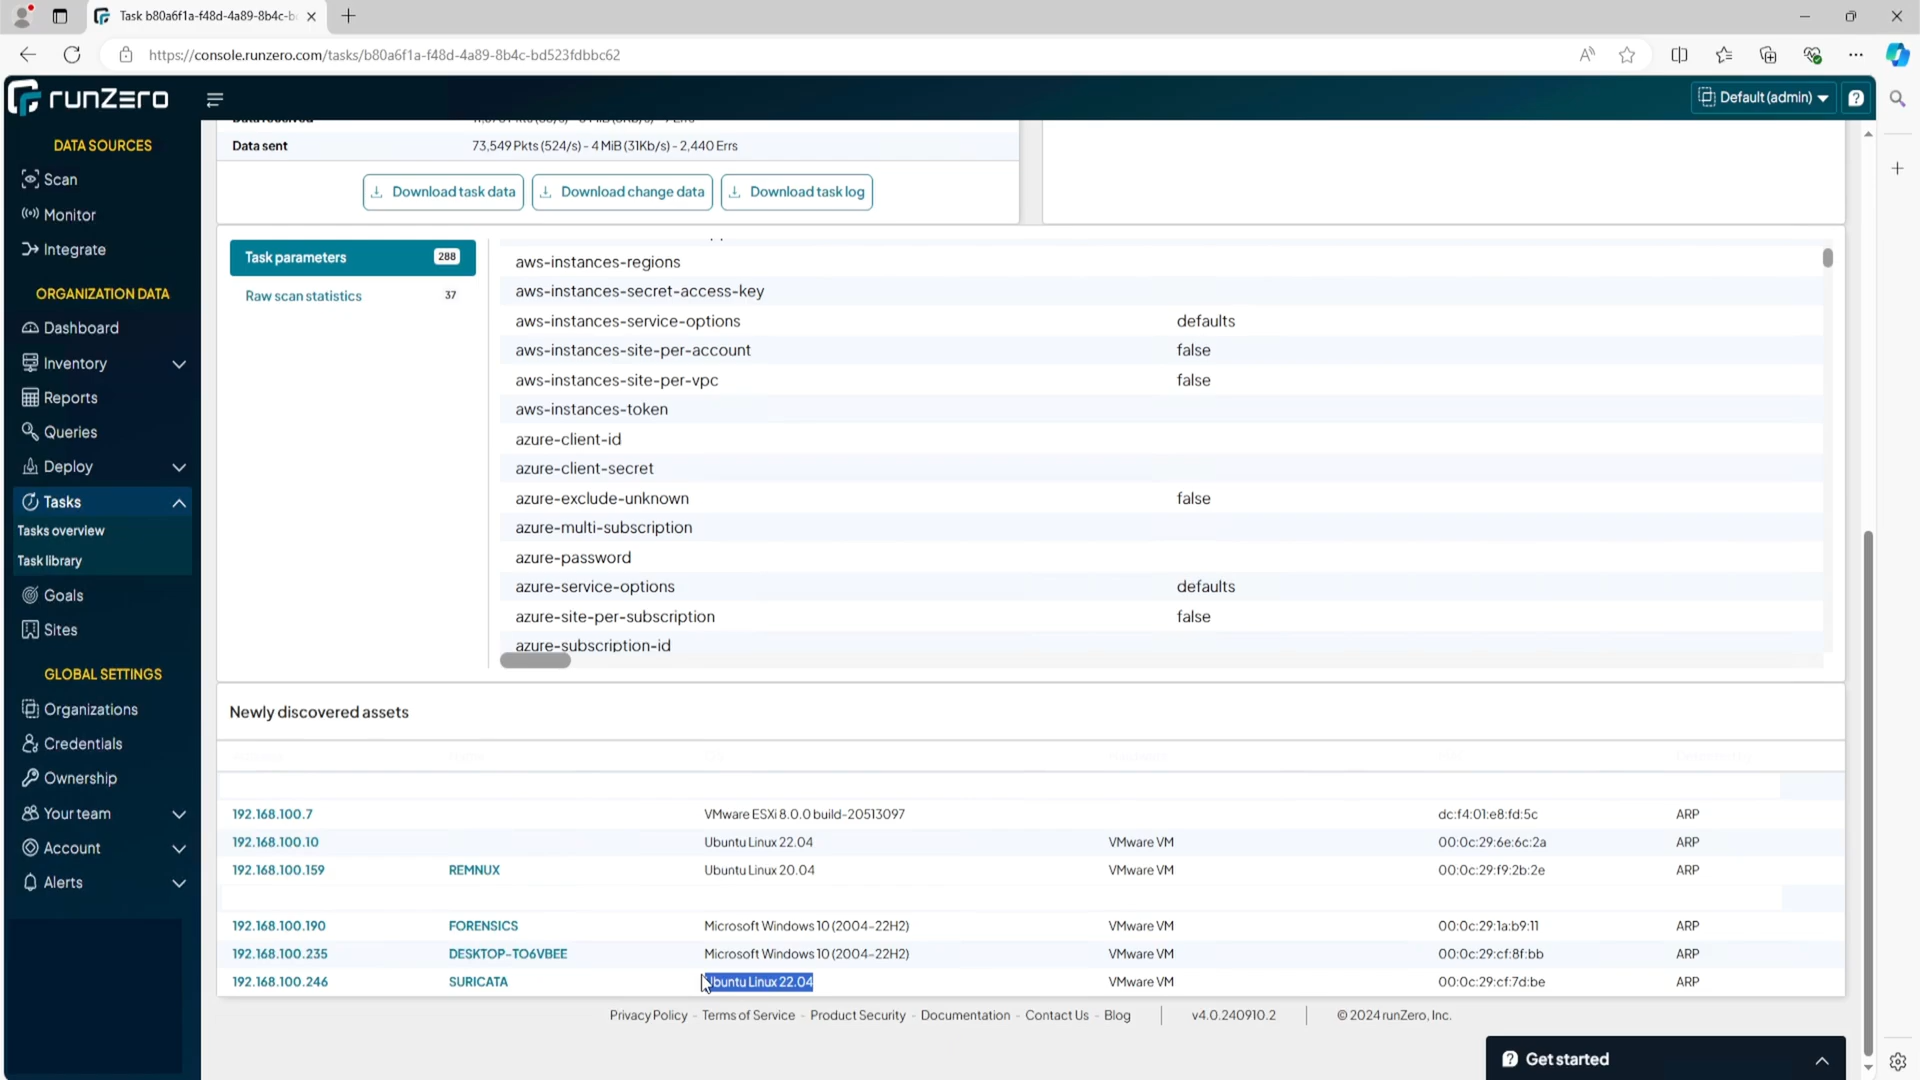 Task b80a6f1a-f48d-4a89-8b4c-b
https://console.runzero.com/tasks/b80a6f1a-f48d-4a89-8b4c-bd523fdbbc62
runZero
Default (admin)
DATA SOURCES
Scan
Monitor
Integrate
ORGANIZATION DATA
Dashboard
Inventory
Reports
Queries
Deploy
Tasks
Tasks overview
Task library
Goals
Sites
GLOBAL SETTINGS
Organizations
Credentials
Ownership
Your team
Account
Alerts
Data received
Data sent 73,549 Pkts (524/s) - 4 MiB (31Kb/s) - 2,440 Errs
Download task data
Download change data
Download task log
Task parameters 288
Raw scan statistics 37
aws-instances-regions
aws-instances-secret-access-key
aws-instances-service-options defaults
aws-instances-site-per-account false
aws-instances-site-per-vpc false
aws-instances-token
azure-client-id
azure-client-secret
azure-exclude-unknown false
azure-multi-subscription
azure-password
azure-service-options defaults
azure-site-per-subscription false
azure-subscription-id
Newly discovered assets
192.168.100.7 VMware ESXi 8.0.0 build-20513097 dc:f4:01:e8:fd:5c ARP
192.168.100.10 Ubuntu Linux 22.04 VMware VM 00:0c:29:6e:6c:2a ARP
192.168.100.159 REMNUX Ubuntu Linux 20.04 VMware VM 00:0c:29:f9:2b:2e ARP
192.168.100.190 FORENSICS Microsoft Windows 10 (2004-22H2) VMware VM 00:0c:29:1a:b9:11 ARP
192.168.100.235 DESKTOP-TO6VBEE Microsoft Windows 10 (2004-22H2) VMware VM 00:0c:29:cf:8f:bb ARP
192.168.100.246 SURICATA Ubuntu Linux 22.04 VMware VM 00:0c:29:cf:7d:be ARP
Privacy Policy - Terms of Service - Product Security - Documentation - Contact Us - Blog | v4.0.240910.2 | © 2024 runZero, Inc.
Get started